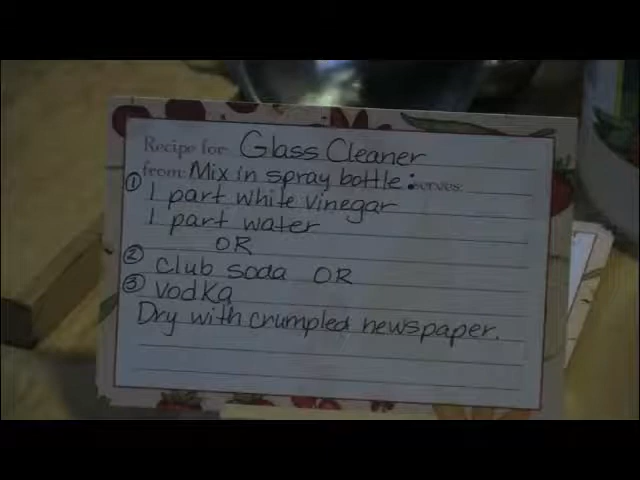 Recipe for: Glass Cleaner
from: Mix in spray bottle: serves:
① 1 part white vinegar
1 part water
OR
② club soda OR
③ vodka
Dry with crumpled newspaper.